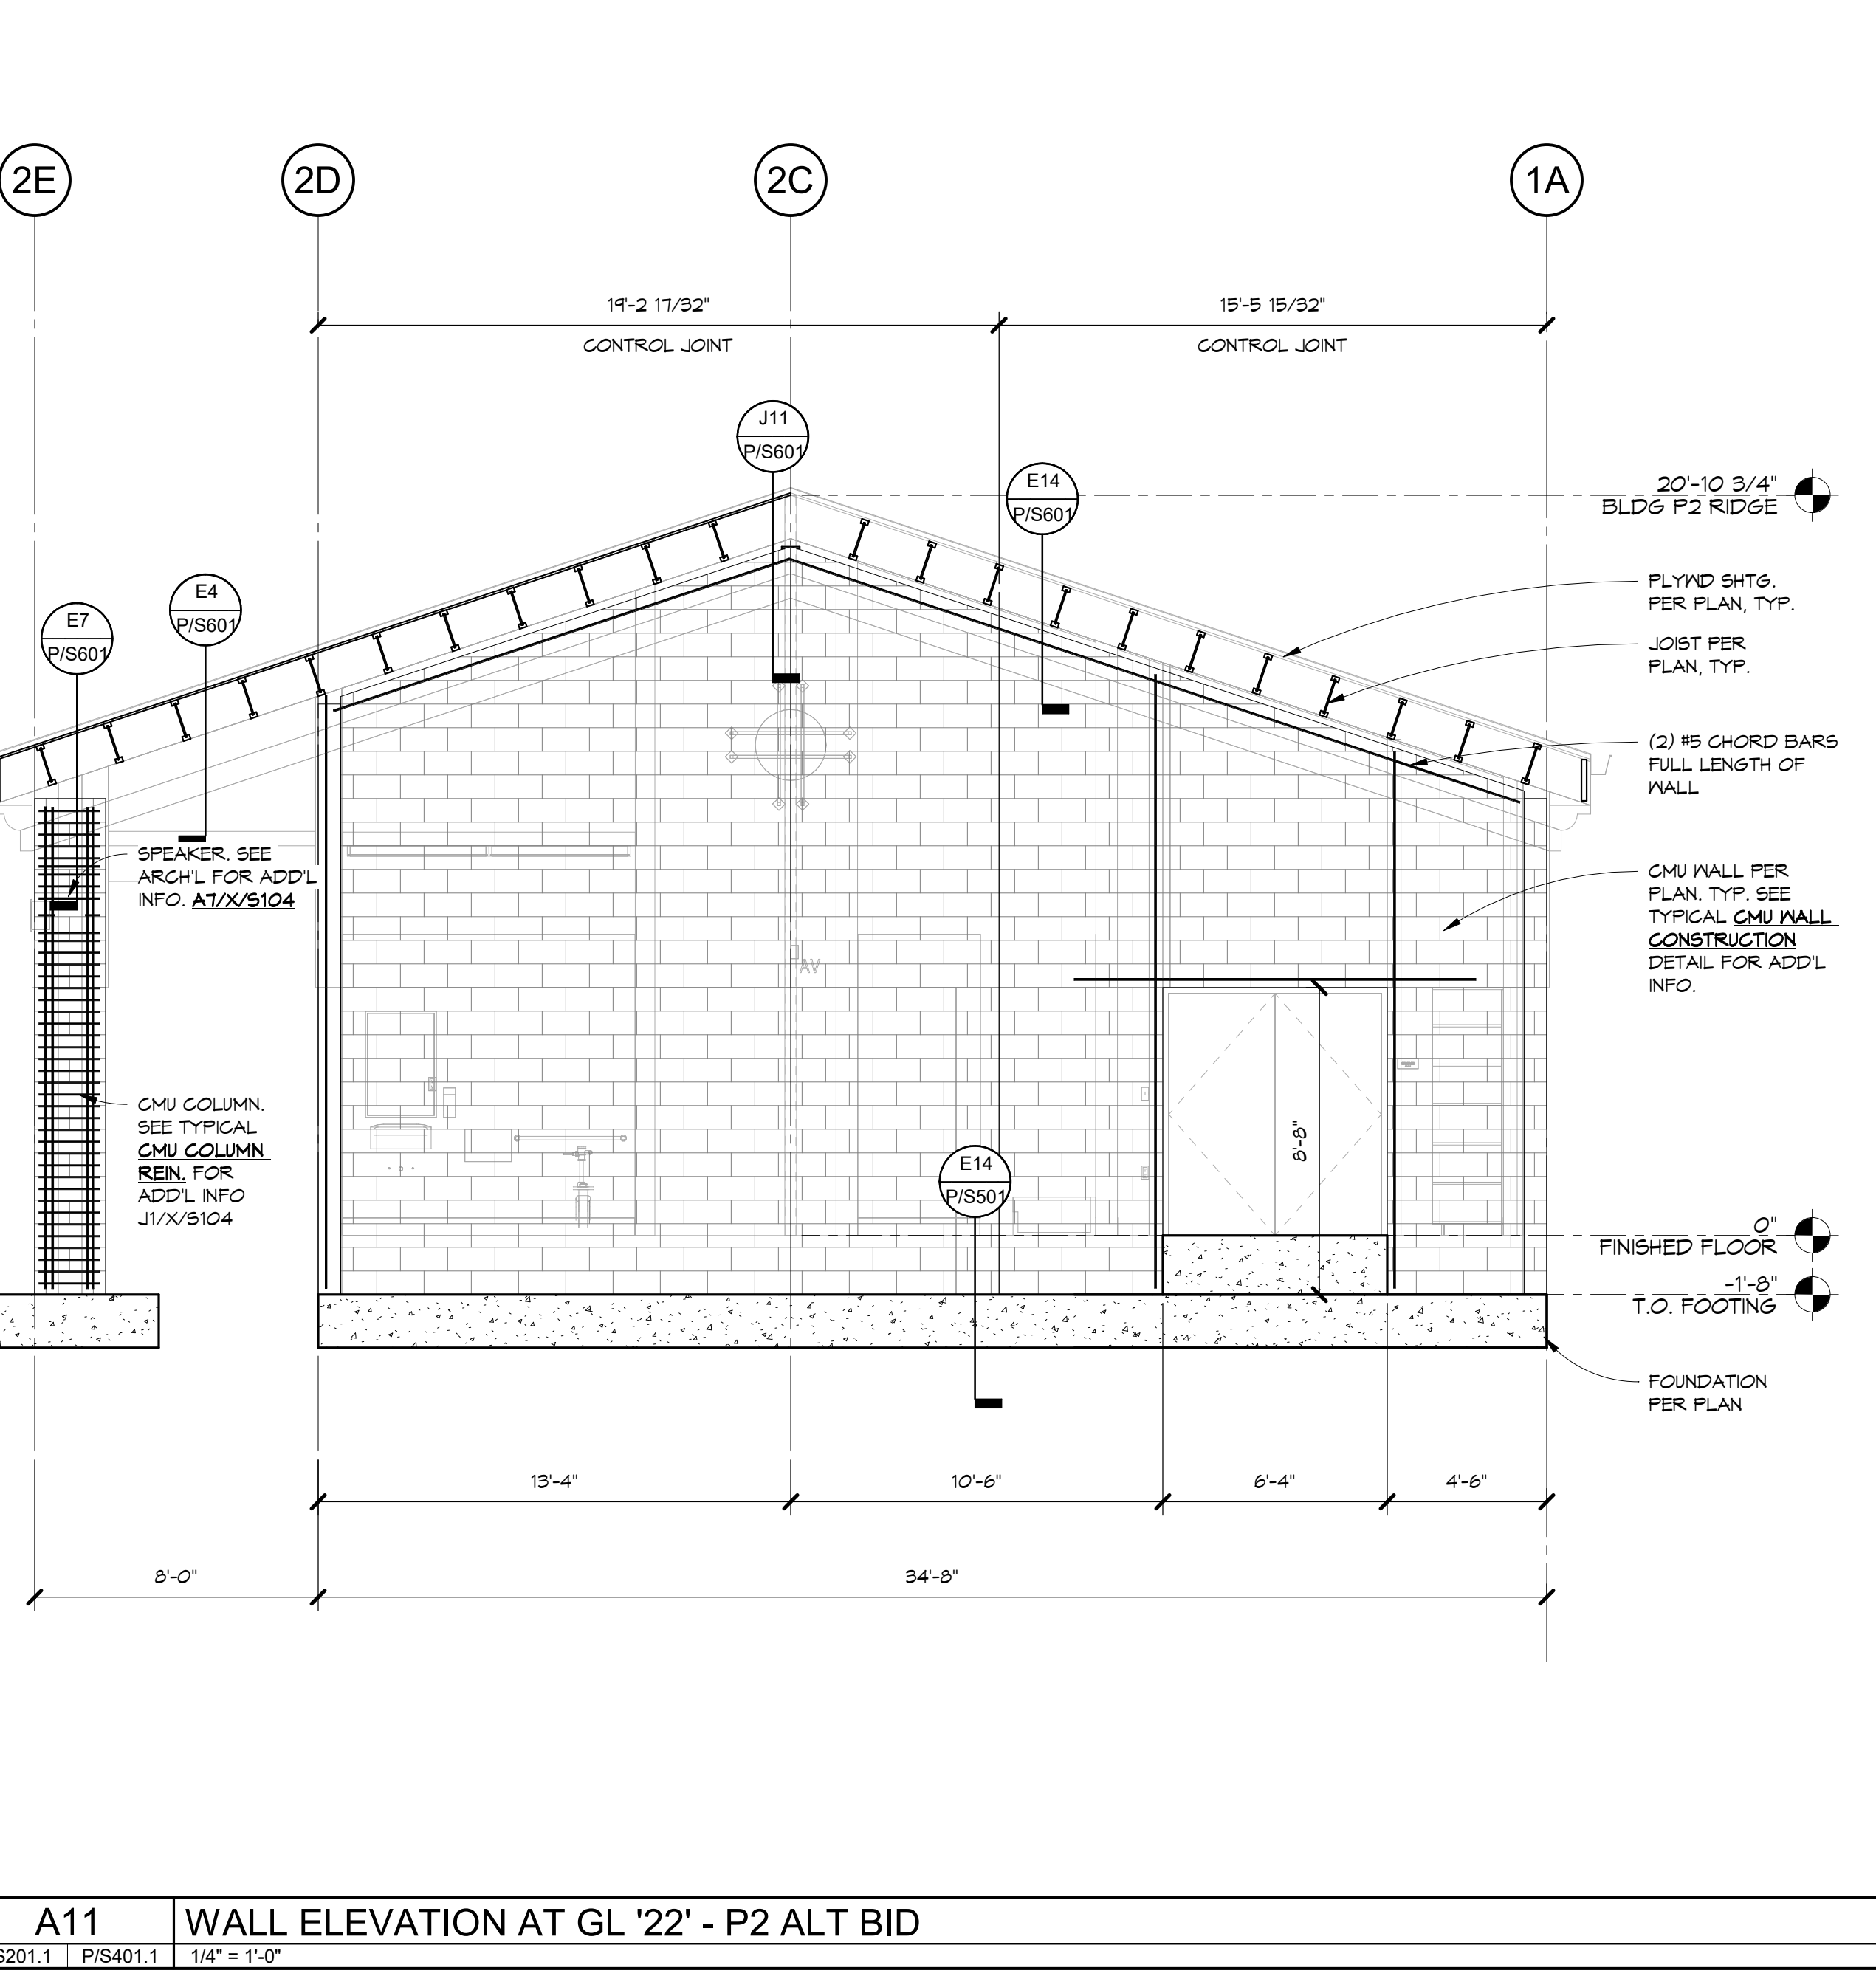 2E
2D
2C
1A
19'-2 17/32"
15'-5 15/32"
CONTROL JOINT
CONTROL JOINT
J11
P/S601
E14
P/S601
20'-10 3/4"
BLDG P2 RIDGE
E4
P/S601
E7
P/S601
PLYWD SHTG.
PER PLAN, TYP.
JOIST PER
PLAN, TYP.
(2) #5 CHORD BARS
FULL LENGTH OF
WALL
SPEAKER. SEE
ARCH'L FOR ADD'L
INFO. A7/X/S104
CMU WALL PER
PLAN. TYP. SEE
TYPICAL CMU WALL
CONSTRUCTION
DETAIL FOR ADD'L
INFO.
AV
CMU COLUMN.
SEE TYPICAL
CMU COLUMN
REIN. FOR
ADD'L INFO
J1/X/S104
8'-8"
E14
P/S501
0"
FINISHED FLOOR
-1'-8"
T.O. FOOTING
FOUNDATION
PER PLAN
13'-4"
10'-6"
6'-4"
4'-6"
8'-0"
34'-8"
A11
WALL ELEVATION AT GL '22' - P2 ALT BID
S201.1
P/S401.1
1/4" = 1'-0"